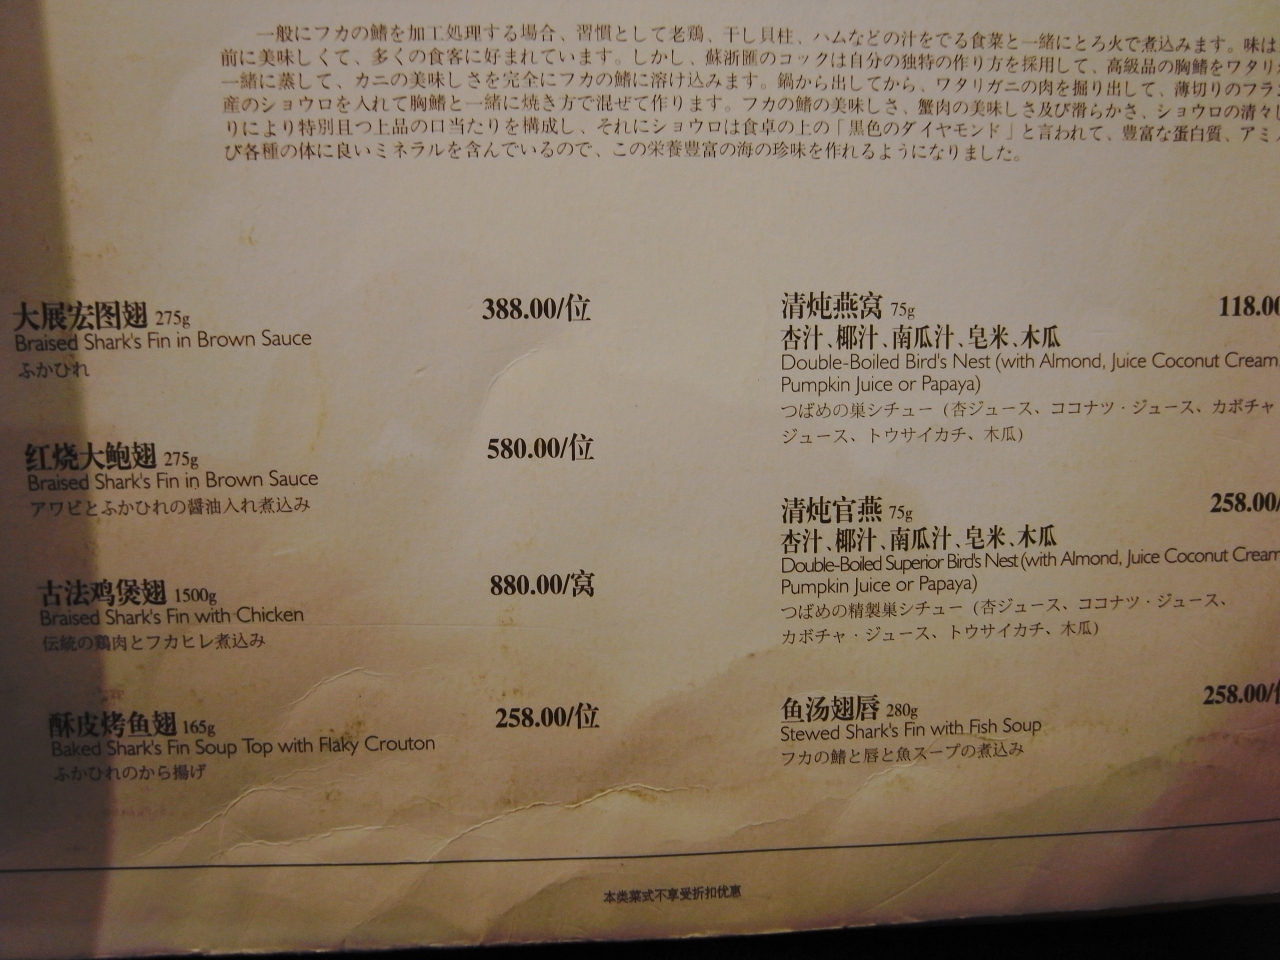 一般にフカの鰭を加工処理する場合、習慣として老鶏、干し貝柱、ハムなどの汁をでる食菜と一緒にとろ火で煮込みます。味は
前に美味しくて、多くの食客に好まれています。しかし、蘇浙匯のコックは自分の独特の作り方を採用して、高級品の胸鰭をワタリ
一緒に蒸して、カニの美味しさを完全にフカの鰭に溶け込みます。鍋から出してから、ワタリガニの肉を掘り出して、薄切りのフラン
産のショウロを入れて胸鰭と一緒に焼き方で混ぜて作ります。フカの鰭の美味しさ、蟹肉の美味しさ及び滑らかさ、ショウロの清々し
りにより特別且つ上品の口当たりを構成し、それにショウロは食卓の上の「黒色のダイヤモンド」と言われて、豊富な蛋白質、アミ
び各種の体に良いミネラルを含んでいるので、この栄養豊富の海の珍味を作れるようになりました。
大展宏图翅 275g 388.00/位
Braised Shark's Fin in Brown Sauce
ふかひれ
红烧大鲍翅 275g 580.00/位
Braised Shark's Fin in Brown Sauce
アワビとふかひれの醤油入れ煮込み
古法鸡煲翅 1500g 880.00/窝
Braised Shark's Fin with Chicken
伝統の鶏肉とフカヒレ煮込み
酥皮烤鱼翅 165g 258.00/位
Baked Shark's Fin Soup Top with Flaky Crouton
ふかひれのから揚げ
清炖燕窝 75g 118.00
杏汁、椰汁、南瓜汁、皂米、木瓜
Double-Boiled Bird's Nest (with Almond, Juice Coconut Cream,
Pumpkin Juice or Papaya)
つばめの巣シチュー（杏ジュース、ココナツ・ジュース、カボチャ
ジュース、トウサイカチ、木瓜）
清炖官燕 75g 258.00/
杏汁、椰汁、南瓜汁、皂米、木瓜
Double-Boiled Superior Bird's Nest (with Almond, Juice Coconut Cream
Pumpkin Juice or Papaya)
つばめの精製巣シチュー（杏ジュース、ココナツ・ジュース、
カボチャ・ジュース、トウサイカチ、木瓜）
鱼汤翅唇 280g 258.00/
Stewed Shark's Fin with Fish Soup
フカの鰭と唇と魚スープの煮込み
本类菜式不享受折扣优惠